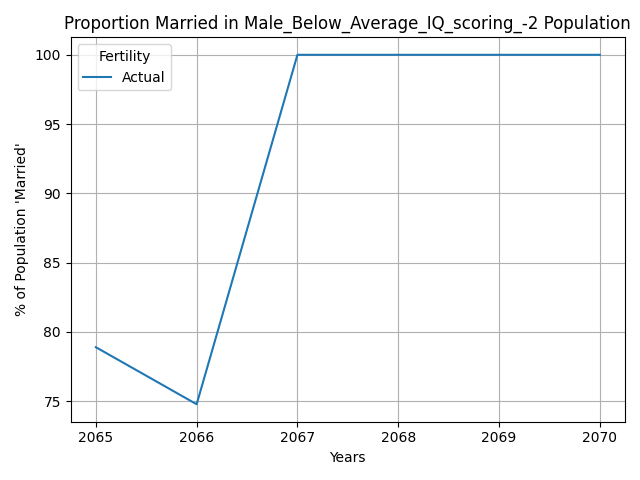 Proportion Married in Male_Below_Average_IQ_scoring_-2 Population
Fertility
Actual
% of Population 'Married'
100
95
90
85
80
75
2065 2066 2067 2068 2069 2070
Years